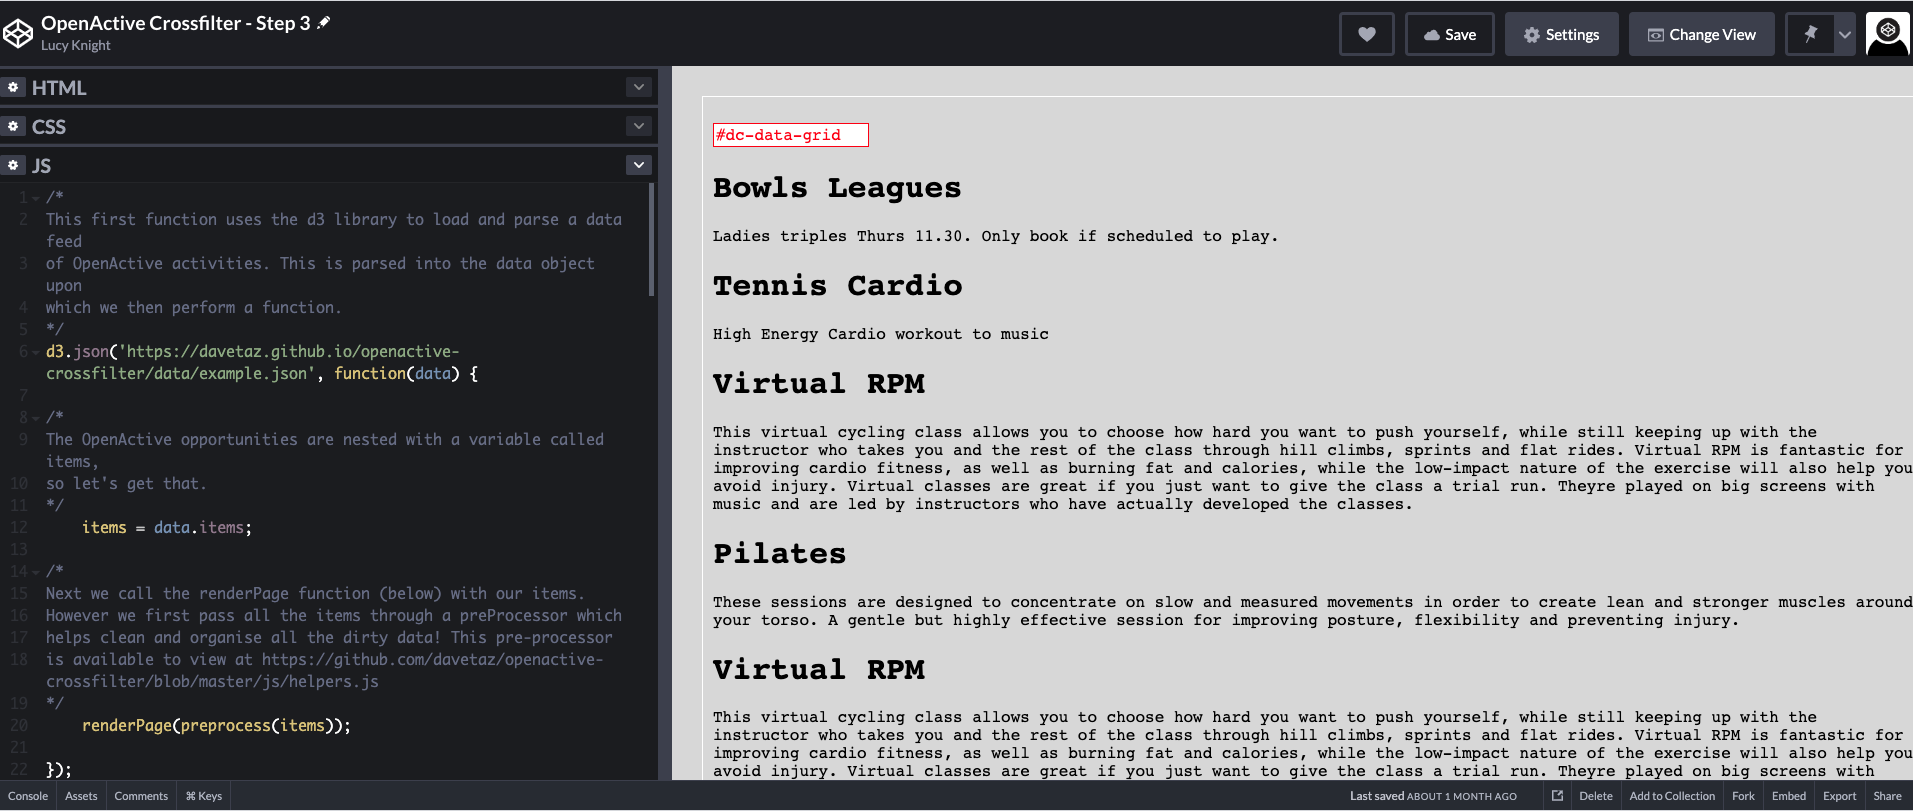 OpenActive Crossfilter - Step 3
Lucy Knight
Save
Settings
Change View
HTML
CSS
JS
1 /*
2 This first function uses the d3 library to load and parse a data
feed
3 of OpenActive activities. This is parsed into the data object
upon
4 which we then perform a function.
5 */
6 d3.json('https://davetaz.github.io/openactive-
crossfilter/data/example.json', function(data) {
7
8 /*
9 The OpenActive opportunities are nested with a variable called
items,
10 so let's get that.
11 */
12 items = data.items;
13
14 /*
15 Next we call the renderPage function (below) with our items.
16 However we first pass all the items through a preProcessor which
17 helps clean and organise all the dirty data! This pre-processor
18 is available to view at https://github.com/davetaz/openactive-
crossfilter/blob/master/js/helpers.js
19 */
20 renderPage(preprocess(items));
21
22 });
#dc-data-grid
Bowls Leagues
Ladies triples Thurs 11.30. Only book if scheduled to play.
Tennis Cardio
High Energy Cardio workout to music
Virtual RPM
This virtual cycling class allows you to choose how hard you want to push yourself, while still keeping up with the
instructor who takes you and the rest of the class through hill climbs, sprints and flat rides. Virtual RPM is fantastic for
improving cardio fitness, as well as burning fat and calories, while the low-impact nature of the exercise will also help you
avoid injury. Virtual classes are great if you just want to give the class a trial run. Theyre played on big screens with
music and are led by instructors who have actually developed the classes.
Pilates
These sessions are designed to concentrate on slow and measured movements in order to create lean and stronger muscles around
your torso. A gentle but highly effective session for improving posture, flexibility and preventing injury.
Virtual RPM
This virtual cycling class allows you to choose how hard you want to push yourself, while still keeping up with the
instructor who takes you and the rest of the class through hill climbs, sprints and flat rides. Virtual RPM is fantastic for
improving cardio fitness, as well as burning fat and calories, while the low-impact nature of the exercise will also help you
avoid injury. Virtual classes are great if you just want to give the class a trial run. Theyre played on big screens with
Console Assets Comments ⌘ Keys
Last saved ABOUT 1 MONTH AGO Delete Add to Collection Fork Embed Export Share